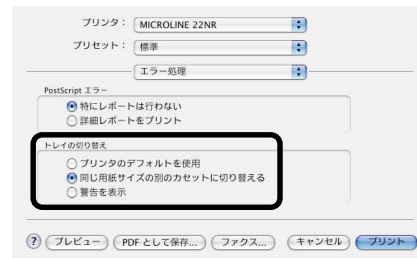 プリンタ： MICROLINE 22NR
プリセット： 標準
エラー処理
PostScript エラー
特にレポートは行わない
詳細レポートをプリント
トレイの切り替え
プリンタのデフォルトを使用
同じ用紙サイズの別のカセットに切り替える
警告を表示
? プレビュー PDF として保存... ファクス... キャンセル プリント